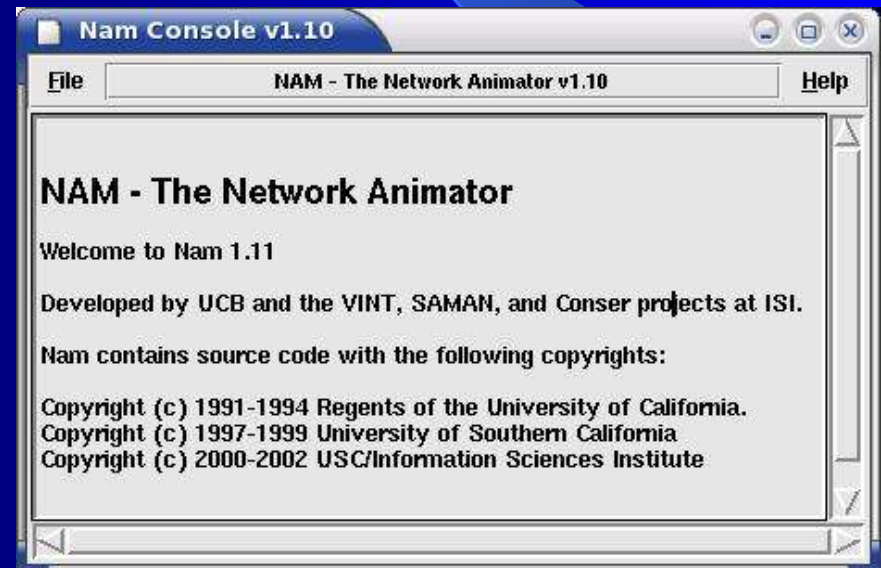 Nam Console v1.10
File NAM - The Network Animator v1.10 Help
NAM - The Network Animator
Welcome to Nam 1.11
Developed by UCB and the VINT, SAMAN, and Conser projects at ISI.
Nam contains source code with the following copyrights:
Copyright (c) 1991-1994 Regents of the University of California.
Copyright (c) 1997-1999 University of Southern California
Copyright (c) 2000-2002 USC/Information Sciences Institute